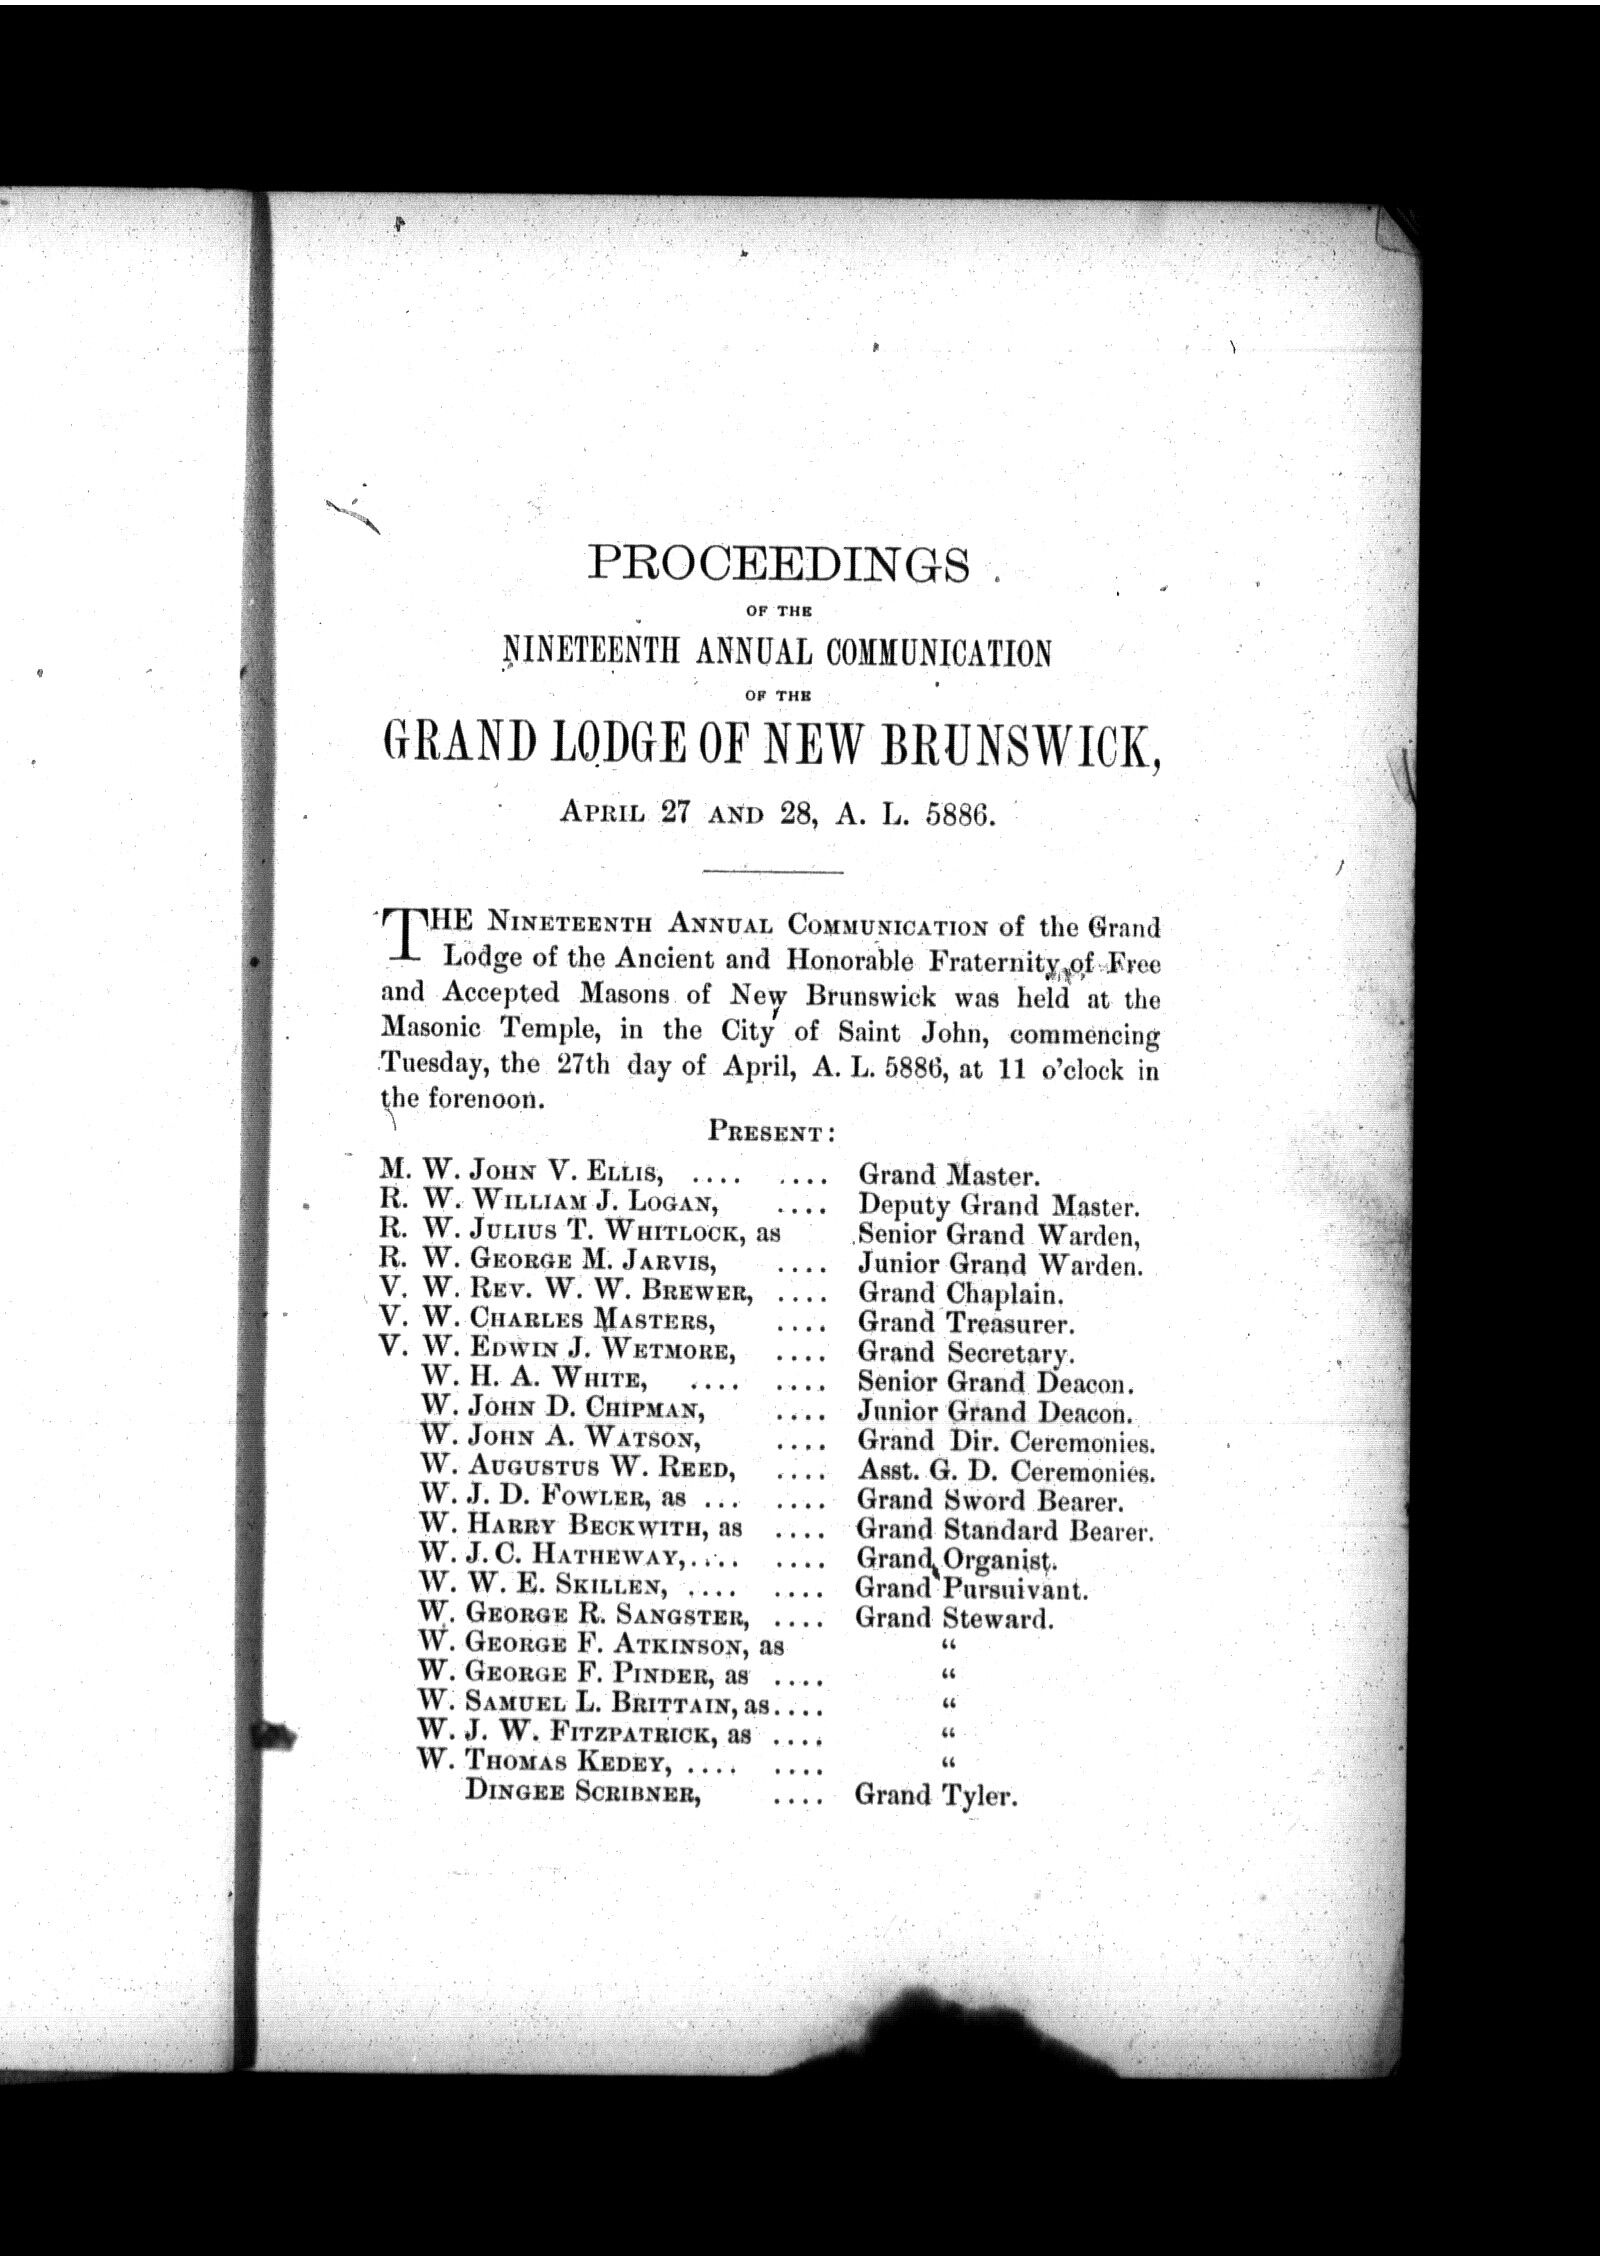 PROCEEDINGS
OF THE
NINETEENTH ANNUAL COMMUNICATION
OF THE
GRAND LODGE OF NEW BRUNSWICK,
APRIL 27 AND 28, A. L. 5886.
THE NINETEENTH ANNUAL COMMUNICATION of the Grand
Lodge of the Ancient and Honorable Fraternity of Free
and Accepted Masons of New Brunswick was held at the
Masonic Temple, in the City of Saint John, commencing
Tuesday, the 27th day of April, A. L. 5886, at 11 o'clock in
the forenoon.
PRESENT:
M. W. JOHN V. ELLIS, .... .... Grand Master.
R. W. WILLIAM J. LOGAN, .... Deputy Grand Master.
R. W. JULIUS T. WHITLOCK, as Senior Grand Warden,
R. W. GEORGE M. JARVIS, .... Junior Grand Warden.
V. W. REV. W. W. BREWER, .... Grand Chaplain.
V. W. CHARLES MASTERS, .... Grand Treasurer.
V. W. EDWIN J. WETMORE, .... Grand Secretary.
W. H. A. WHITE, .... .... Senior Grand Deacon.
W. JOHN D. CHIPMAN, .... Junior Grand Deacon.
W. JOHN A. WATSON, .... Grand Dir. Ceremonies.
W. AUGUSTUS W. REED, .... Asst. G. D. Ceremonies.
W. J. D. FOWLER, as ... .... Grand Sword Bearer.
W. HARRY BECKWITH, as .... Grand Standard Bearer.
W. J. C. HATHEWAY, .... .... Grand Organist.
W. W. E. SKILLEN, .... .... Grand Pursuivant.
W. GEORGE R. SANGSTER, .... Grand Steward.
W. GEORGE F. ATKINSON, as "
W. GEORGE F. PINDER, as .... "
W. SAMUEL L. BRITTAIN, as .... "
W. J. W. FITZPATRICK, as .... "
W. THOMAS KEDEY, .... .... "
DINGEE SCRIBNER, .... Grand Tyler.